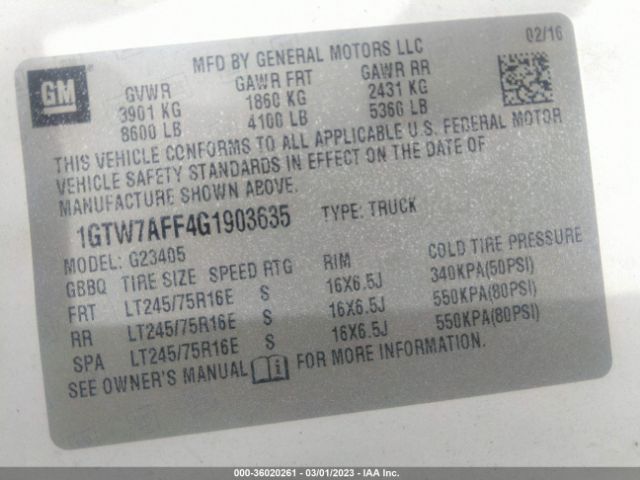 GM
MFD BY GENERAL MOTORS LLC 02/16
GVWR GAWR FRT GAWR RR
3901 KG 1860 KG 2431 KG
8600 LB 4100 LB 5360 LB
THIS VEHICLE CONFORMS TO ALL APPLICABLE U.S. FEDERAL MOTOR
VEHICLE SAFETY STANDARDS IN EFFECT ON THE DATE OF
MANUFACTURE SHOWN ABOVE.
1GTW7AFF4G1903635 TYPE: TRUCK
MODEL: G23405
GBBQ TIRE SIZE SPEED RTG RIM COLD TIRE PRESSURE
FRT LT245/75R16E S 16X6.5J 340KPA(50PSI)
RR LT245/75R16E S 16X6.5J 550KPA(80PSI)
SPA LT245/75R16E S 16X6.5J 550KPA(80PSI)
SEE OWNER'S MANUAL FOR MORE INFORMATION.
000-36020261 - 03/01/2023 - IAA Inc.